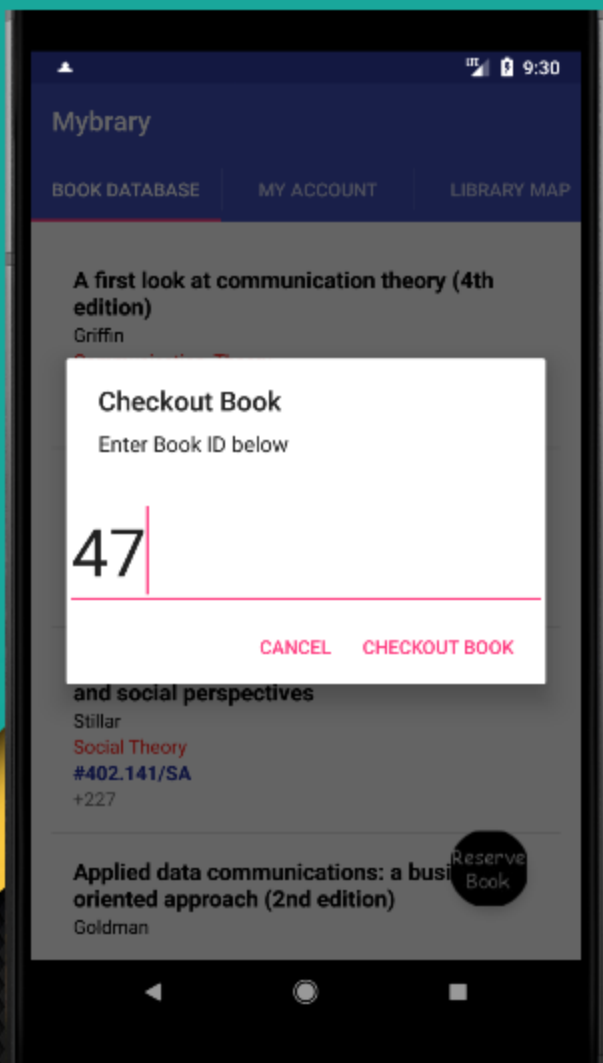 LTE 9:30
Mybrary
BOOK DATABASE MY ACCOUNT LIBRARY MAP
A first look at communication theory (4th
edition)
Griffin
Checkout Book
Enter Book ID below
47
CANCEL CHECKOUT BOOK
and social perspectives
Stillar
Social Theory
#402.141/SA
+227
Applied data communications: a busi
oriented approach (2nd edition)
Goldman
Reserve
Book